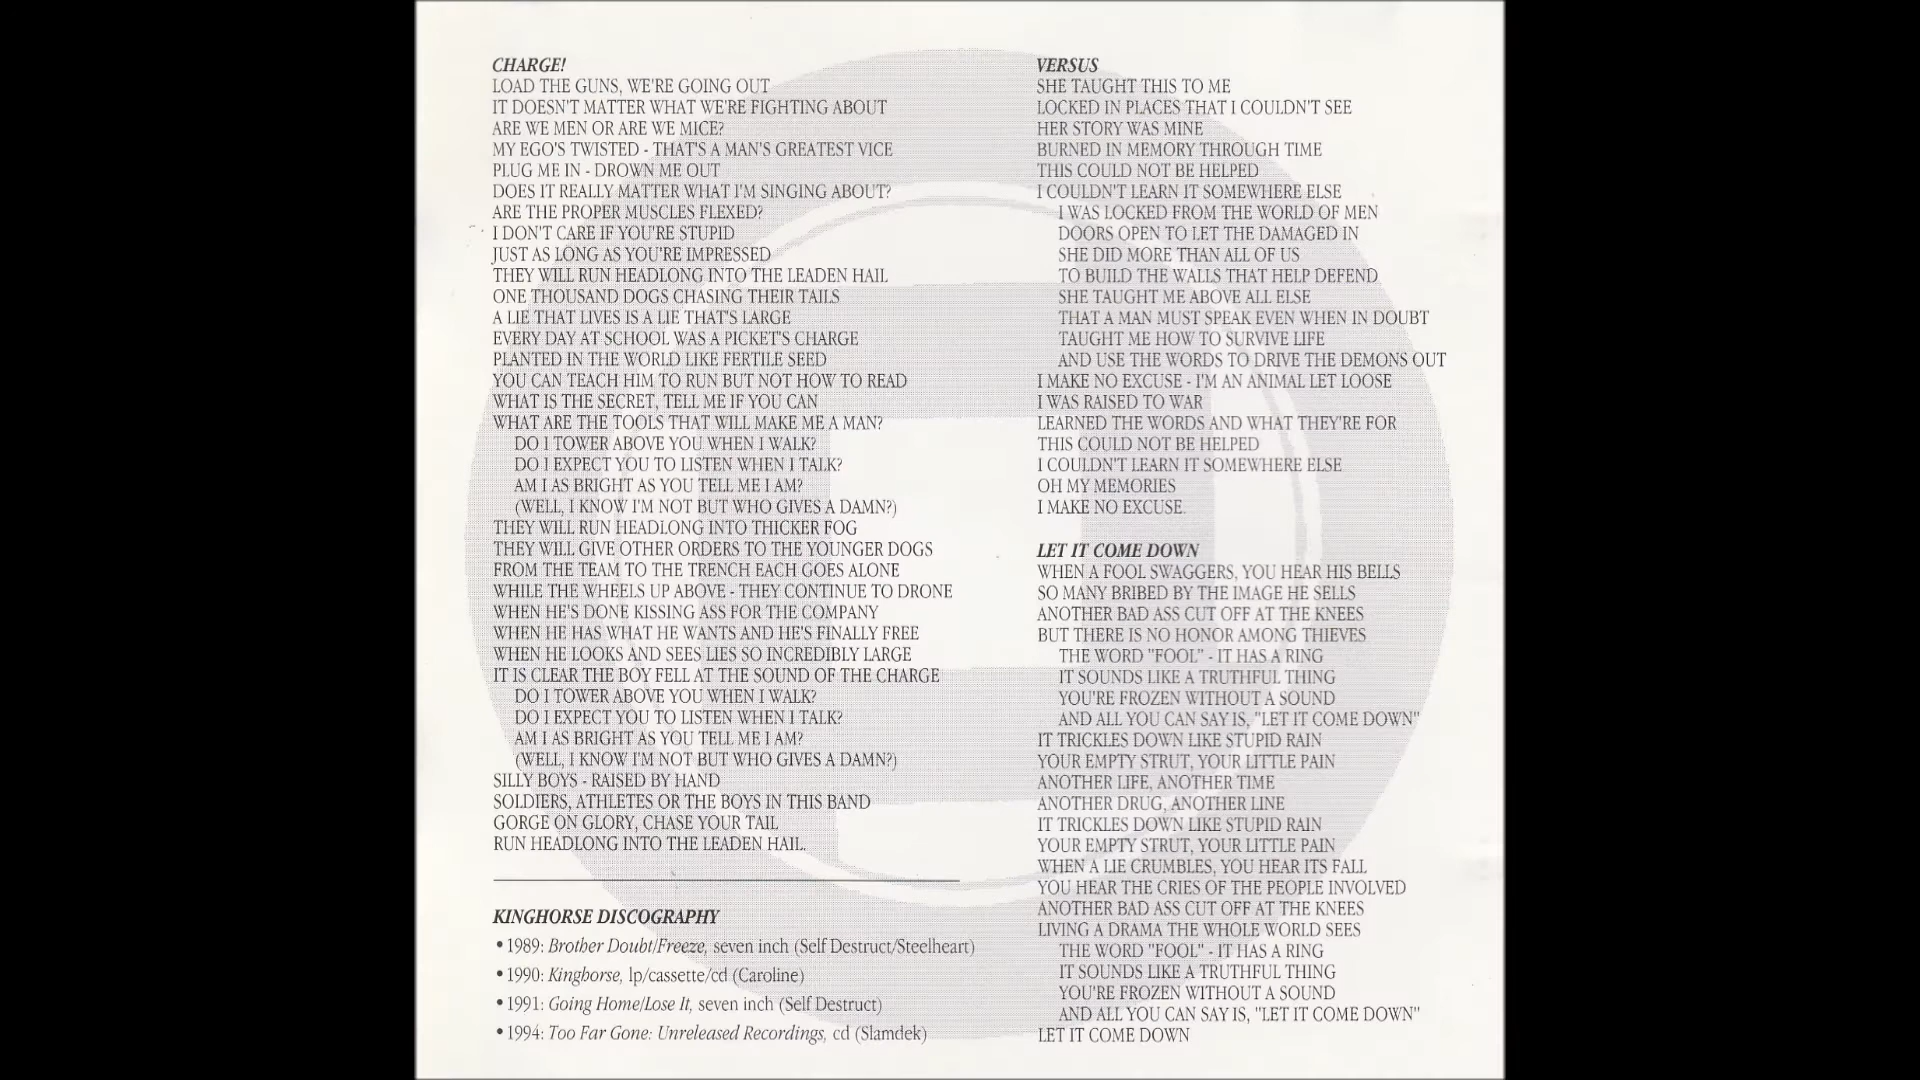 CHARGE!
LOAD THE GUNS, WE'RE GOING OUT
IT DOESN'T MATTER WHAT WE'RE FIGHTING ABOUT
ARE WE MEN OR ARE WE MICE?
MY EGO'S TWISTED - THAT'S A MAN'S GREATEST VICE
PLUG ME IN - DROWN ME OUT
DOES IT REALLY MATTER WHAT I'M SINGING ABOUT?
ARE THE PROPER MUSCLES FLEXED?
I DON'T CARE IF YOU'RE STUPID
JUST AS LONG AS YOU'RE IMPRESSED
THEY WILL RUN HEADLONG INTO THE LEADEN HAIL
ONE THOUSAND DOGS CHASING THEIR TAILS
A LIE THAT LIVES IS A LIE THAT'S LARGE
EVERY DAY AT SCHOOL WAS A PICKET'S CHARGE
PLANTED IN THE WORLD LIKE FERTILE SEED
YOU CAN TEACH HIM TO RUN BUT NOT HOW TO READ
WHAT IS THE SECRET, TELL ME IF YOU CAN
WHAT ARE THE TOOLS THAT WILL MAKE ME A MAN?
DO I TOWER ABOVE YOU WHEN I WALK?
DO I EXPECT YOU TO LISTEN WHEN I TALK?
AM I AS BRIGHT AS YOU TELL ME I AM?
(WELL, I KNOW I'M NOT BUT WHO GIVES A DAMN?)
THEY WILL RUN HEADLONG INTO THICKER FOG
THEY WILL GIVE OTHER ORDERS TO THE YOUNGER DOGS
FROM THE TEAM TO THE TRENCH EACH GOES ALONE
WHILE THE WHEELS UP ABOVE - THEY CONTINUE TO DRONE
WHEN HE'S DONE KISSING ASS FOR THE COMPANY
WHEN HE HAS WHAT HE WANTS AND HE'S FINALLY FREE
WHEN HE LOOKS AND SEES LIES SO INCREDIBLY LARGE
IT IS CLEAR THE BOY FELL AT THE SOUND OF THE CHARGE
DO I TOWER ABOVE YOU WHEN I WALK?
DO I EXPECT YOU TO LISTEN WHEN I TALK?
AM I AS BRIGHT AS YOU TELL ME I AM?
(WELL, I KNOW I'M NOT BUT WHO GIVES A DAMN?)
SILLY BOYS - RAISED BY HAND
SOLDIERS, ATHLETES OR THE BOYS IN THIS BAND
GORGE ON GLORY, CHASE YOUR TAIL
RUN HEADLONG INTO THE LEADEN HAIL.
KINGHORSE DISCOGRAPHY
• 1989: Brother Doubt/Freeze, seven inch (Self Destruct/Steelheart)
• 1990: Kinghorse, lp/cassette/cd (Caroline)
• 1991: Going Home/Lose It, seven inch (Self Destruct)
• 1994: Too Far Gone: Unreleased Recordings, cd (Slamdek)
VERSUS
SHE TAUGHT THIS TO ME
LOCKED IN PLACES THAT I COULDN'T SEE
HER STORY WAS MINE
BURNED IN MEMORY THROUGH TIME
THIS COULD NOT BE HELPED
I COULDN'T LEARN IT SOMEWHERE ELSE
I WAS LOCKED FROM THE WORLD OF MEN
DOORS OPEN TO LET THE DAMAGED IN
SHE DID MORE THAN ALL OF US
TO BUILD THE WALLS THAT HELP DEFEND
SHE TAUGHT ME ABOVE ALL ELSE
THAT A MAN MUST SPEAK EVEN WHEN IN DOUBT
TAUGHT ME HOW TO SURVIVE LIFE
AND USE THE WORDS TO DRIVE THE DEMONS OUT
I MAKE NO EXCUSE - I'M AN ANIMAL LET LOOSE
I WAS RAISED TO WAR
LEARNED THE WORDS AND WHAT THEY'RE FOR
THIS COULD NOT BE HELPED
I COULDN'T LEARN IT SOMEWHERE ELSE
OH MY MEMORIES
I MAKE NO EXCUSE.
LET IT COME DOWN
WHEN A FOOL SWAGGERS, YOU HEAR HIS BELLS
SO MANY BRIBED BY THE IMAGE HE SELLS
ANOTHER BAD ASS CUT OFF AT THE KNEES
BUT THERE IS NO HONOR AMONG THIEVES
THE WORD "FOOL" - IT HAS A RING
IT SOUNDS LIKE A TRUTHFUL THING
YOU'RE FROZEN WITHOUT A SOUND
AND ALL YOU CAN SAY IS, "LET IT COME DOWN"
IT TRICKLES DOWN LIKE STUPID RAIN
YOUR EMPTY STRUT, YOUR LITTLE PAIN
ANOTHER LIFE, ANOTHER TIME
ANOTHER DRUG, ANOTHER LINE
IT TRICKLES DOWN LIKE STUPID RAIN
YOUR EMPTY STRUT, YOUR LITTLE PAIN
WHEN A LIE CRUMBLES, YOU HEAR ITS FALL
YOU HEAR THE CRIES OF THE PEOPLE INVOLVED
ANOTHER BAD ASS CUT OFF AT THE KNEES
LIVING A DRAMA THE WHOLE WORLD SEES
THE WORD "FOOL" - IT HAS A RING
IT SOUNDS LIKE A TRUTHFUL THING
YOU'RE FROZEN WITHOUT A SOUND
AND ALL YOU CAN SAY IS, "LET IT COME DOWN"
LET IT COME DOWN